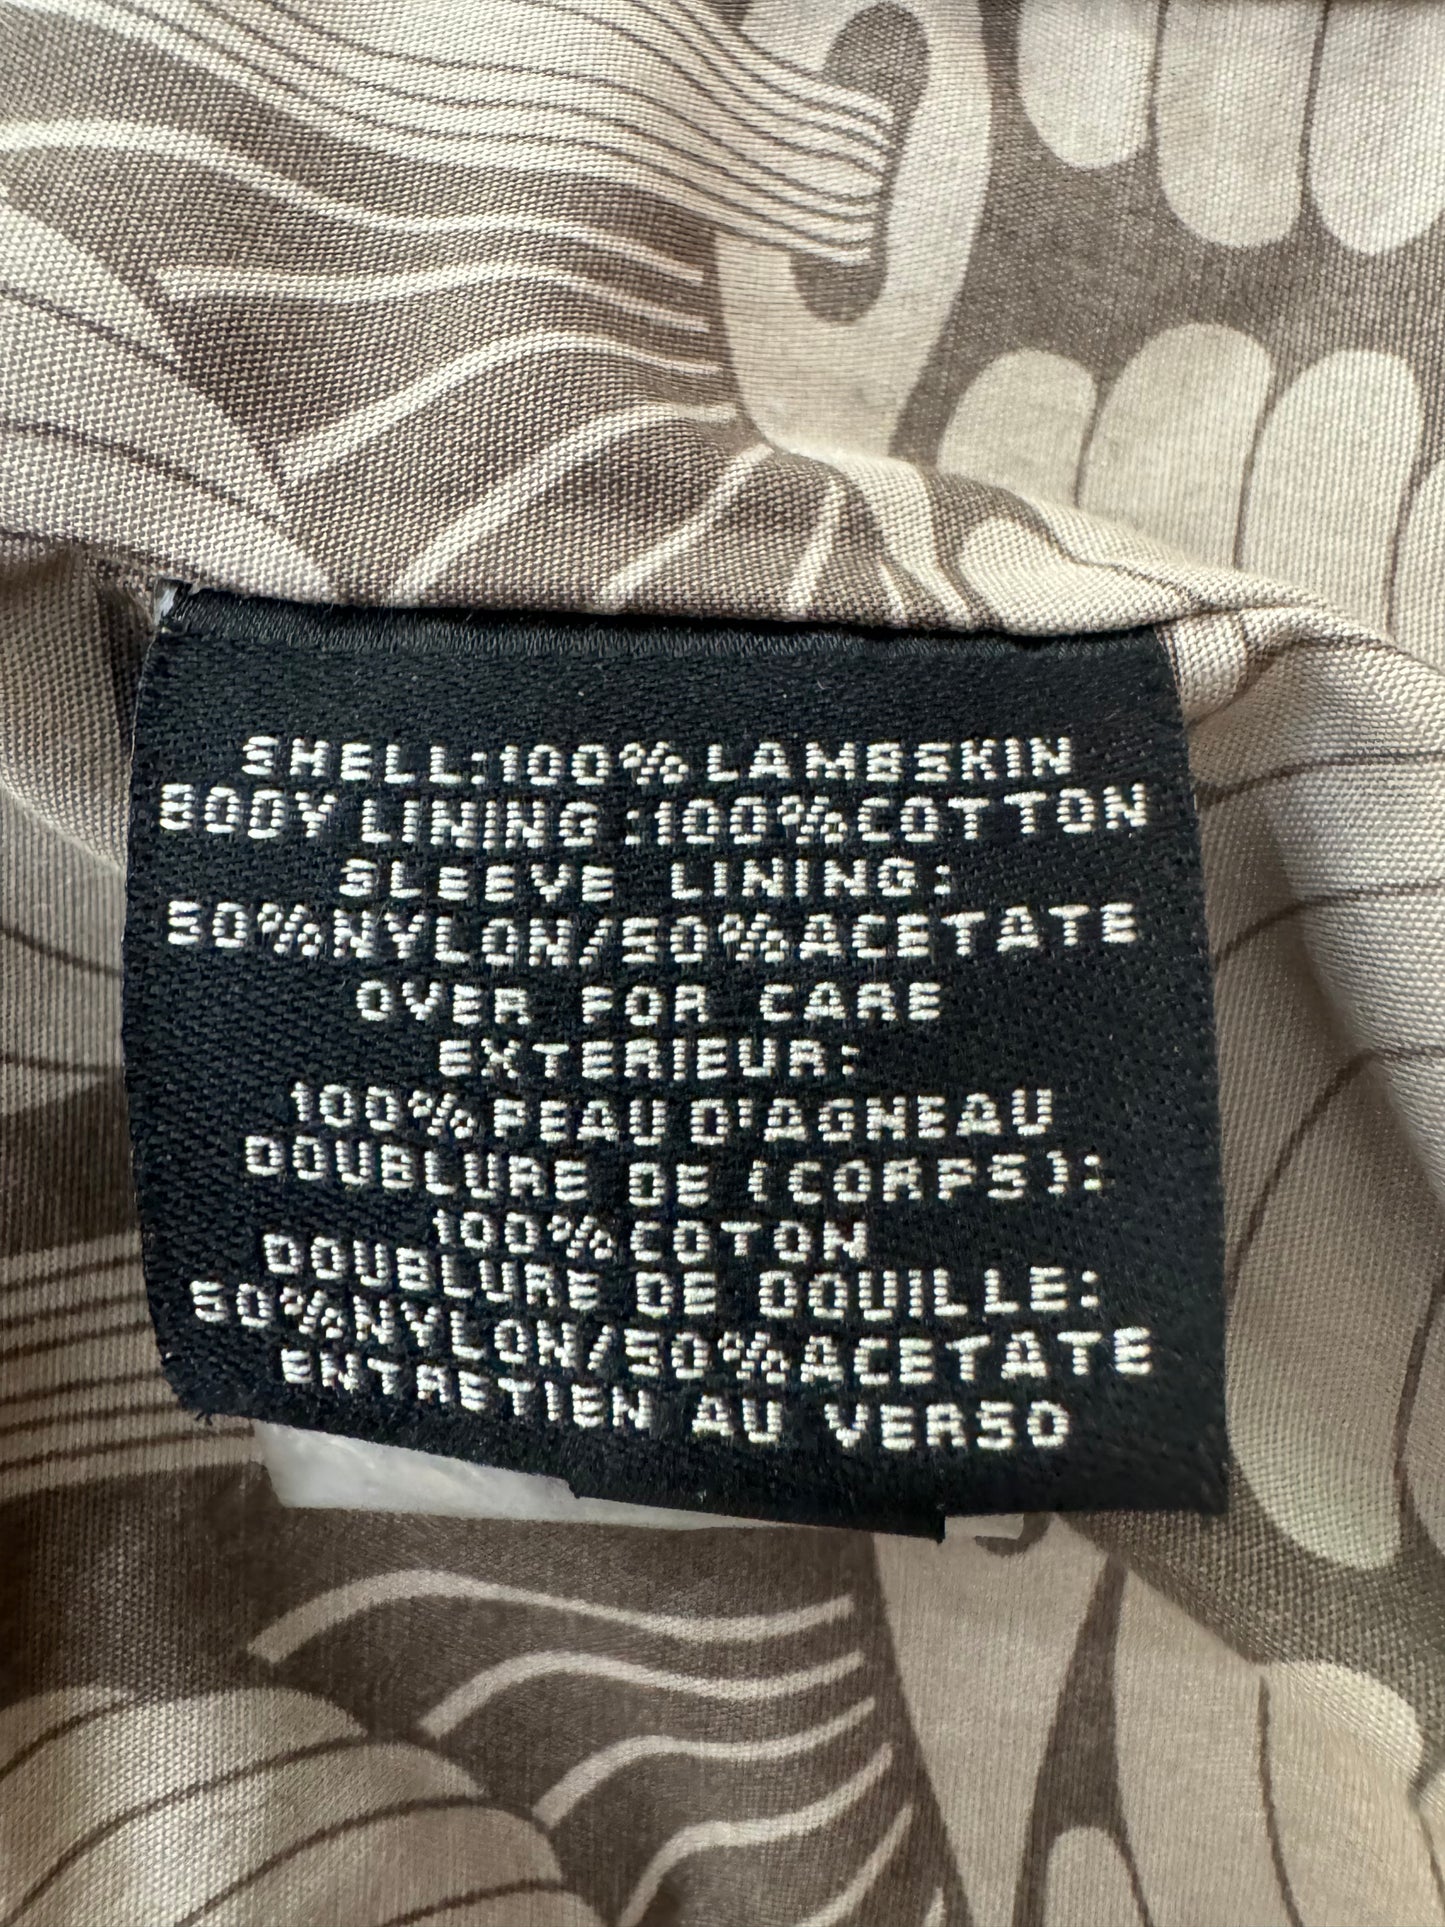 SHELL:100% LAMBSKIN
BODY LINING :100% COTTON
SLEEVE LINING:
50% NYLON/50% ACETATE
OVER FOR CARE
EXTERIEUR:
100% PEAU D'AGNEAU
DOUBLURE DE (CORPS):
100% COTON
DOUBLURE DE DOUILLE:
50% NYLON/50% ACETATE
ENTRETIEN AU VERSO